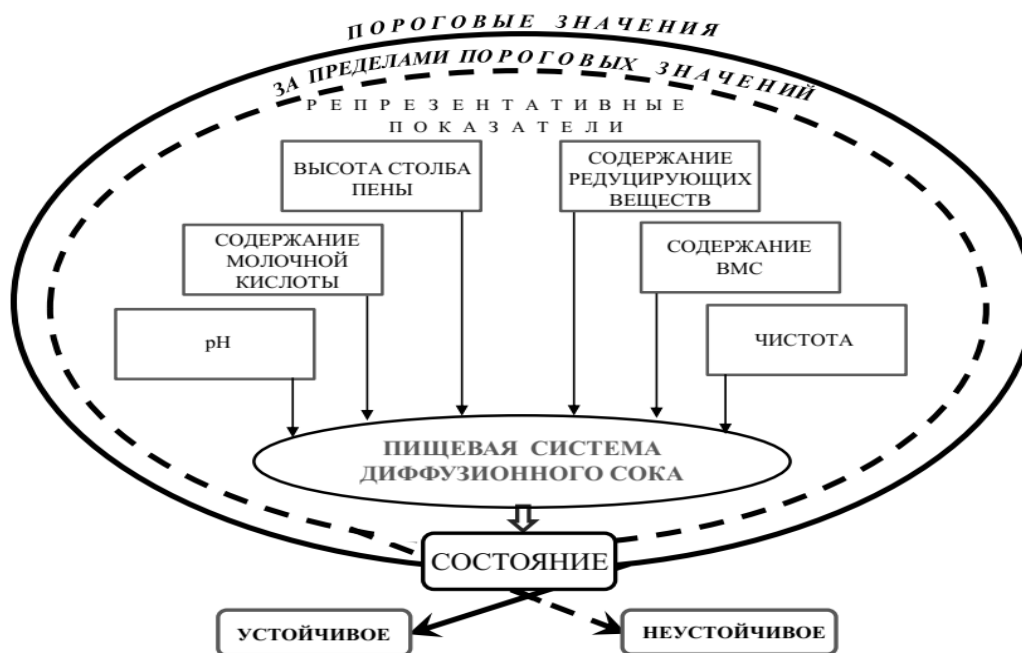 ПОРОГОВЫЕ ЗНАЧЕНИЯ
ЗА ПРЕДЕЛАМИ ПОРОГОВЫХ ЗНАЧЕНИЙ
РЕПРЕЗЕНТАТИВНЫЕ
ПОКАЗАТЕЛИ
ВЫСОТА СТОЛБА
ПЕНЫ
СОДЕРЖАНИЕ
РЕДУЦИРУЮЩИХ
ВЕЩЕСТВ
СОДЕРЖАНИЕ
МОЛОЧНОЙ
КИСЛОТЫ
СОДЕРЖАНИЕ
ВМС
pH
ЧИСТОТА
ПИЩЕВАЯ СИСТЕМА
ДИФФУЗИОННОГО СОКА
СОСТОЯНИЕ
УСТОЙЧИВОЕ
НЕУСТОЙЧИВОЕ